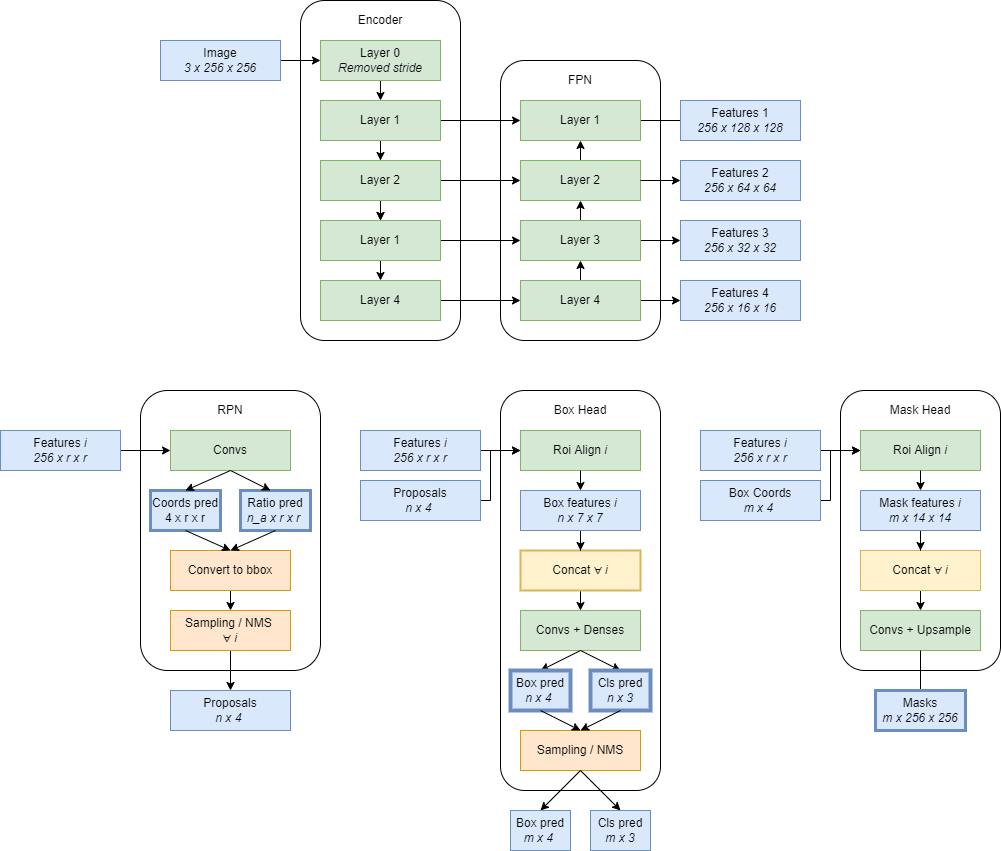 Encoder
Image
3 x 256 x 256
Layer 0
Removed stride
FPN
Layer 1
Layer 1
Features 1
256 x 128 x 128
Layer 2
Layer 2
Features 2
256 x 64 x 64
Layer 1
Layer 3
Features 3
256 x 32 x 32
Layer 4
Layer 4
Features 4
256 x 16 x 16
RPN
Features i
256 x r x r
Convs
Coords pred
4 x r x r
Ratio pred
n_a x r x r
Convert to bbox
Sampling / NMS
∀ i
Proposals
n x 4
Box Head
Features i
256 x r x r
Proposals
n x 4
Roi Align i
Box features i
n x 7 x 7
Concat ∀ i
Convs + Denses
Box pred
n x 4
Cls pred
n x 3
Sampling / NMS
Box pred
m x 4
Cls pred
m x 3
Mask Head
Features i
256 x r x r
Box Coords
m x 4
Roi Align i
Mask features i
m x 14 x 14
Concat ∀ i
Convs + Upsample
Masks
m x 256 x 256